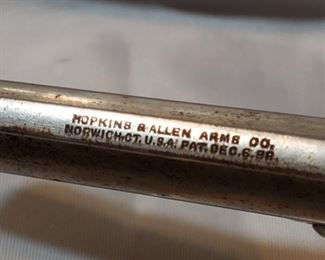 HOPKINS & ALLEN ARMS CO.
NORWICH.CT. U.S.A. PAT. DEC. 6. 98.